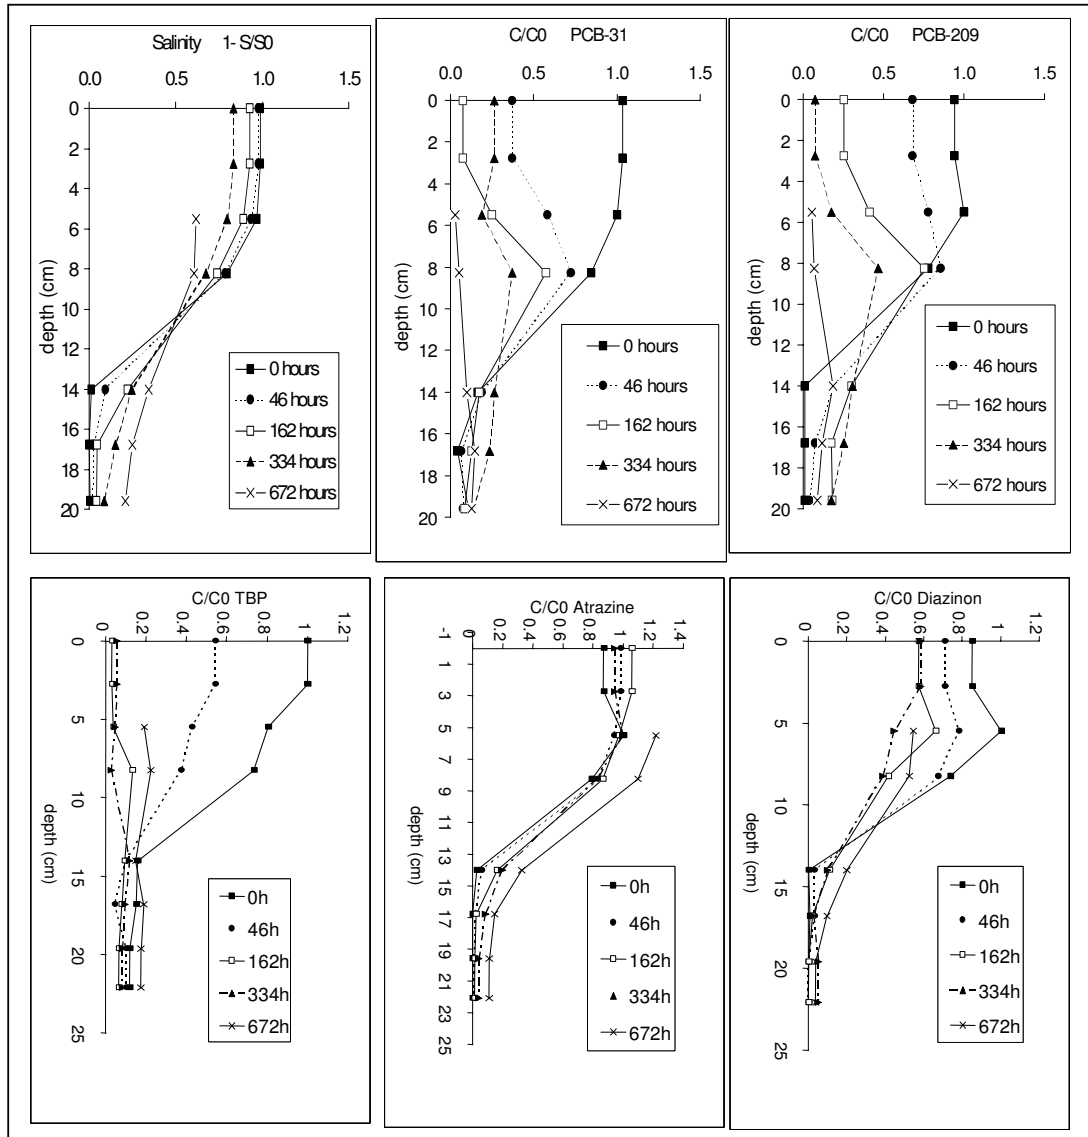 Salinity 1- S/S0
0.0 0.5 1.0 1.5
0
2
4
6
8
10
12
14
16
18
20
depth (cm)
0 hours
46 hours
162 hours
334 hours
672 hours
C/C0 PCB-31
0.0 0.5 1.0 1.5
0
2
4
6
8
10
12
14
16
18
20
depth (cm)
0 hours
46 hours
162 hours
334 hours
672 hours
C/C0 PCB-209
0.0 0.5 1.0 1.5
0
2
4
6
8
10
12
14
16
18
20
depth (cm)
0 hours
46 hours
162 hours
334 hours
672 hours
C/C0 TBP
0 0.2 0.4 0.6 0.8 1 1.2
0
5
10
15
20
25
depth (cm)
0h
46h
162h
334h
672h
C/C0 Atrazine
0 0.2 0.4 0.6 0.8 1 1.2 1.4
-1
1
3
5
7
9
11
13
15
17
19
21
23
25
depth (cm)
0h
46h
162h
334h
672h
C/C0 Diazinon
0 0.2 0.4 0.6 0.8 1 1.2
0
5
10
15
20
25
depth (cm)
0h
46h
162h
334h
672h